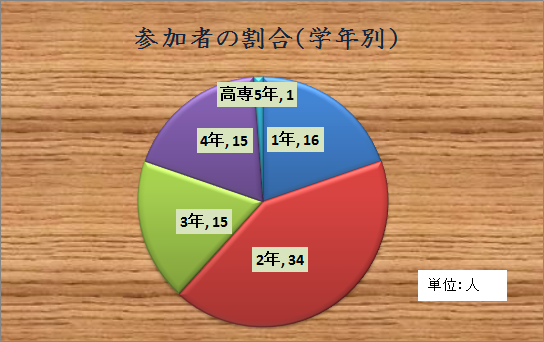 参加者の割合(学年別)
高専5年, 1
1年, 16
4年, 15
3年, 15
2年, 34
単位: 人